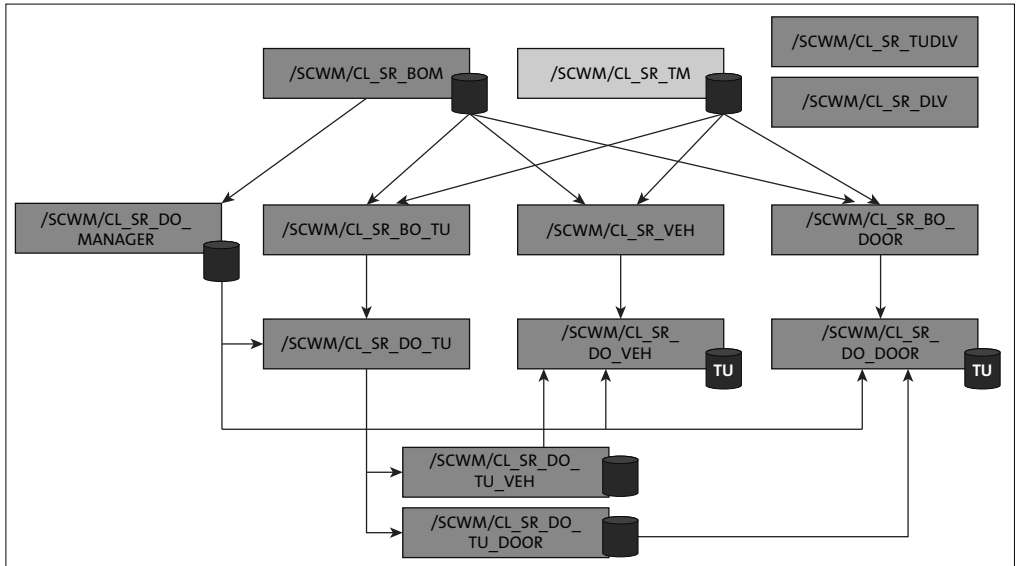 /SCWM/CL_SR_TUDLV
/SCWM/CL_SR_BOM
/SCWM/CL_SR_TM
/SCWM/CL_SR_DLV
/SCWM/CL_SR_DO_
MANAGER
/SCWM/CL_SR_BO_TU
/SCWM/CL_SR_VEH
/SCWM/CL_SR_BO_
DOOR
/SCWM/CL_SR_DO_TU
/SCWM/CL_SR_
DO_VEH
TU
/SCWM/CL_SR_
DO_DOOR
TU
/SCWM/CL_SR_DO_
TU_VEH
/SCWM/CL_SR_DO_
TU_DOOR